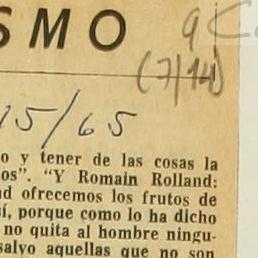 SMO
9
(7/14)
15/65
o y tener de las cosas la
os". "Y Romain Rolland:
d ofrecemos los frutos de
í, porque como lo ha dicho
no quita al hombre ningu-
salvo aquellas que no son